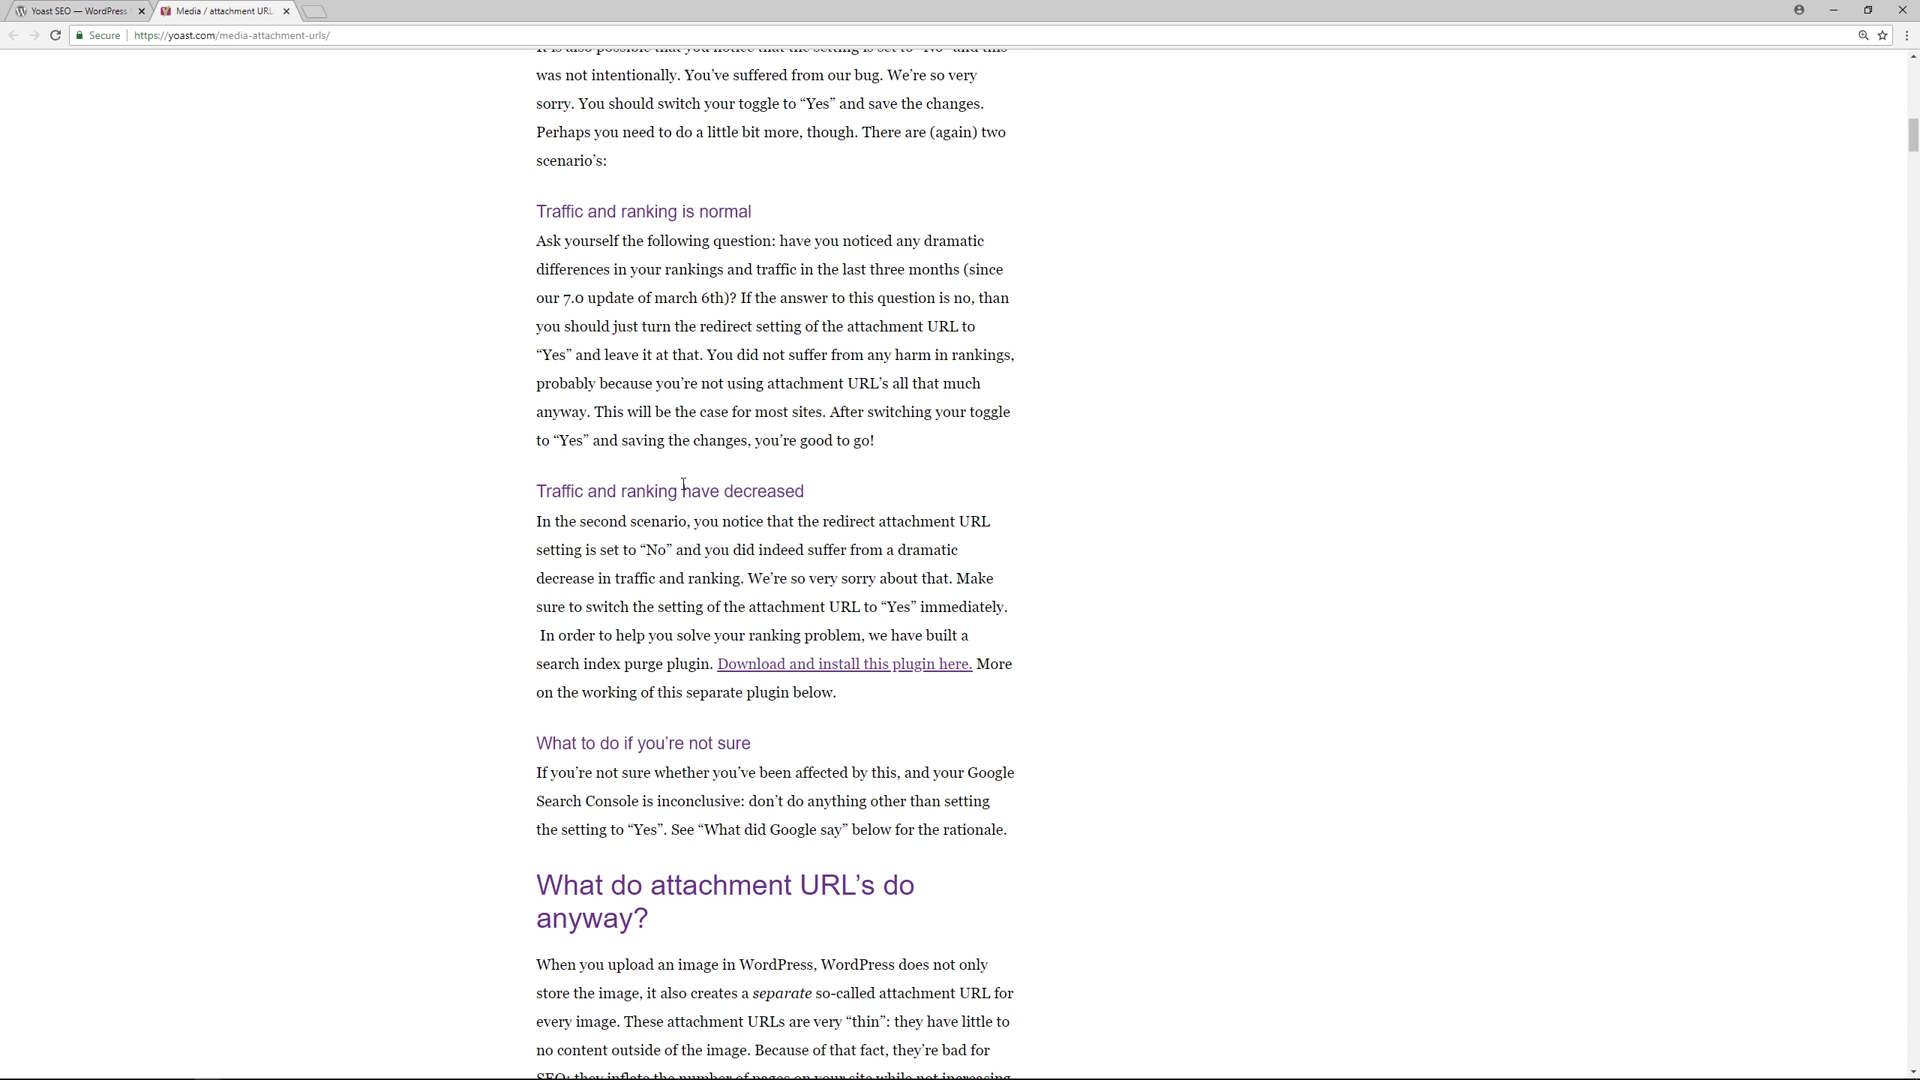 Yoast SEO — WordPress
Media / attachment URL
Secure
https://yoast.com/media-attachment-urls/
It is also possible that you notice that the setting is set to “No” and this
was not intentionally. You’ve suffered from our bug. We’re so very
sorry. You should switch your toggle to “Yes” and save the changes.
Perhaps you need to do a little bit more, though. There are (again) two
scenario’s:
Traffic and ranking is normal
Ask yourself the following question: have you noticed any dramatic
differences in your rankings and traffic in the last three months (since
our 7.0 update of march 6th)? If the answer to this question is no, than
you should just turn the redirect setting of the attachment URL to
“Yes” and leave it at that. You did not suffer from any harm in rankings,
probably because you’re not using attachment URL’s all that much
anyway. This will be the case for most sites. After switching your toggle
to “Yes” and saving the changes, you’re good to go!
Traffic and ranking have decreased
In the second scenario, you notice that the redirect attachment URL
setting is set to “No” and you did indeed suffer from a dramatic
decrease in traffic and ranking. We’re so very sorry about that. Make
sure to switch the setting of the attachment URL to “Yes” immediately.
In order to help you solve your ranking problem, we have built a
search index purge plugin. Download and install this plugin here. More
on the working of this separate plugin below.
What to do if you’re not sure
If you’re not sure whether you’ve been affected by this, and your Google
Search Console is inconclusive: don’t do anything other than setting
the setting to “Yes”. See “What did Google say” below for the rationale.
What do attachment URL’s do
anyway?
When you upload an image in WordPress, WordPress does not only
store the image, it also creates a separate so-called attachment URL for
every image. These attachment URLs are very “thin”: they have little to
no content outside of the image. Because of that fact, they’re bad for
SEO: they inflate the number of pages on your site while not increasing